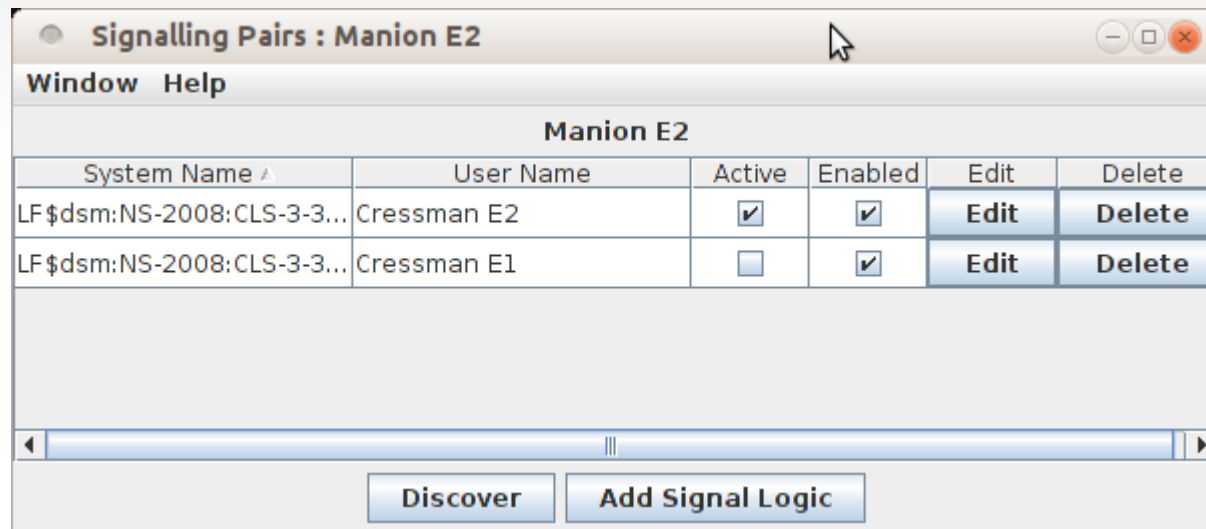 Signalling Pairs : Manion E2
Window Help
Manion E2
System Name User Name Active Enabled Edit Delete
LF$dsm:NS-2008:CLS-3-3... Cressman E2 Edit Delete
LF$dsm:NS-2008:CLS-3-3... Cressman E1 Edit Delete
Discover Add Signal Logic